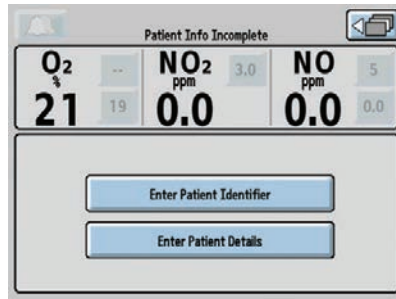 Patient Info Incomplete
O2 % -- NO2 ppm 3.0 NO ppm 5
21 19 0.0 0.0 0.0
Enter Patient Identifier
Enter Patient Details